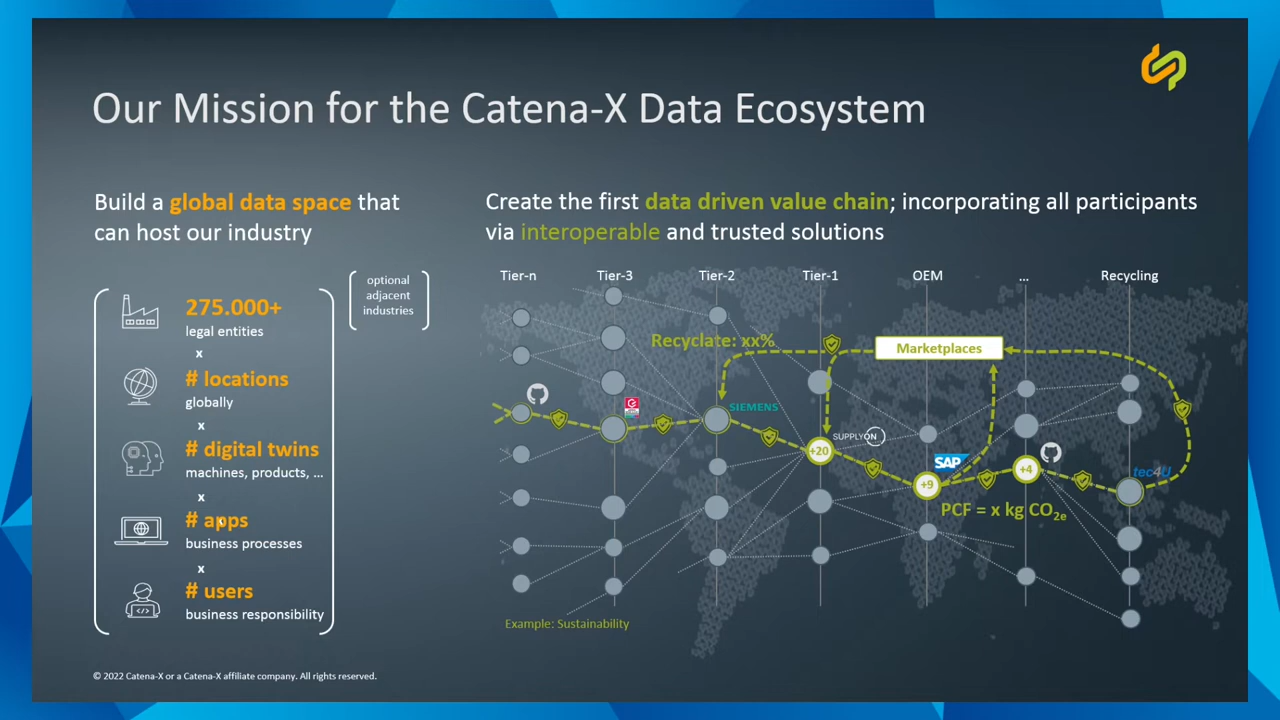 Our Mission for the Catena-X Data Ecosystem
Build a global data space that
can host our industry
275.000+
legal entities
x
# locations
globally
x
# digital twins
machines, products, ...
x
# apps
business processes
x
# users
business responsibility
optional
adjacent
industries
Create the first data driven value chain; incorporating all participants
via interoperable and trusted solutions
Tier-n
Tier-3
Tier-2
Tier-1
OEM
...
Recycling
Recyclate: xx%
Marketplaces
SIEMENS
SUPPLYON
+20
SAP
+9
+4
tec4U
PCF = x kg CO2e
Example: Sustainability
© 2022 Catena-X or a Catena-X affiliate company. All rights reserved.